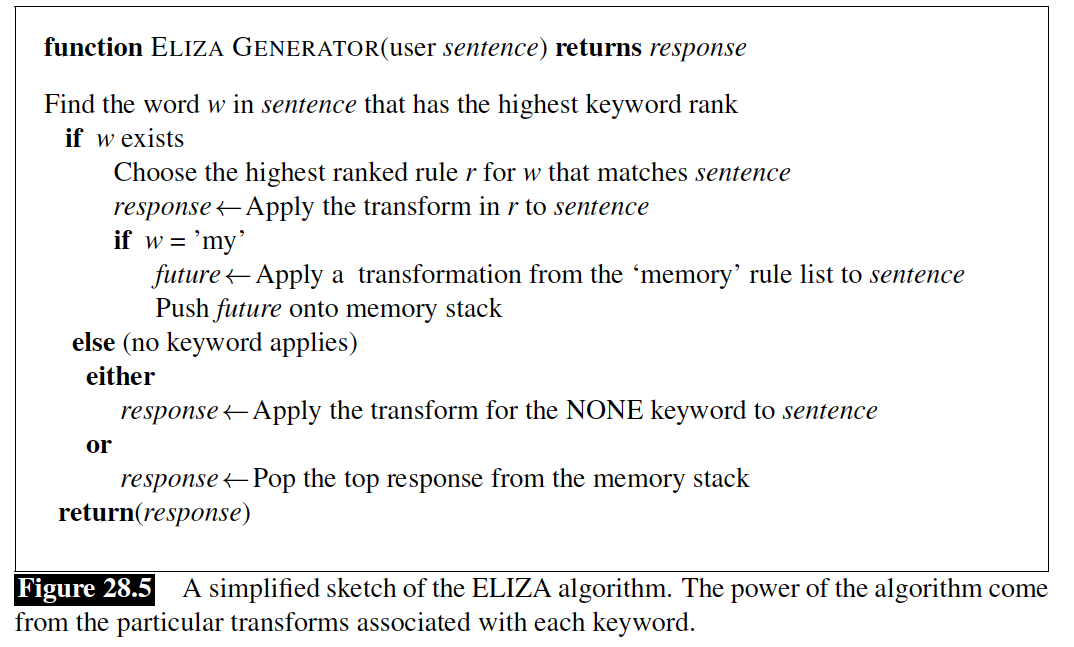 function ELIZA GENERATOR(user sentence) returns response
Find the word w in sentence that has the highest keyword rank
if w exists
Choose the highest ranked rule r for w that matches sentence
response←Apply the transform in r to sentence
if w = ’my’
future←Apply a transformation from the ‘memory’ rule list to sentence
Push future onto memory stack
else (no keyword applies)
either
response←Apply the transform for the NONE keyword to sentence
or
response←Pop the top response from the memory stack
return(response)
Figure 28.5 A simplified sketch of the ELIZA algorithm. The power of the algorithm come
from the particular transforms associated with each keyword.